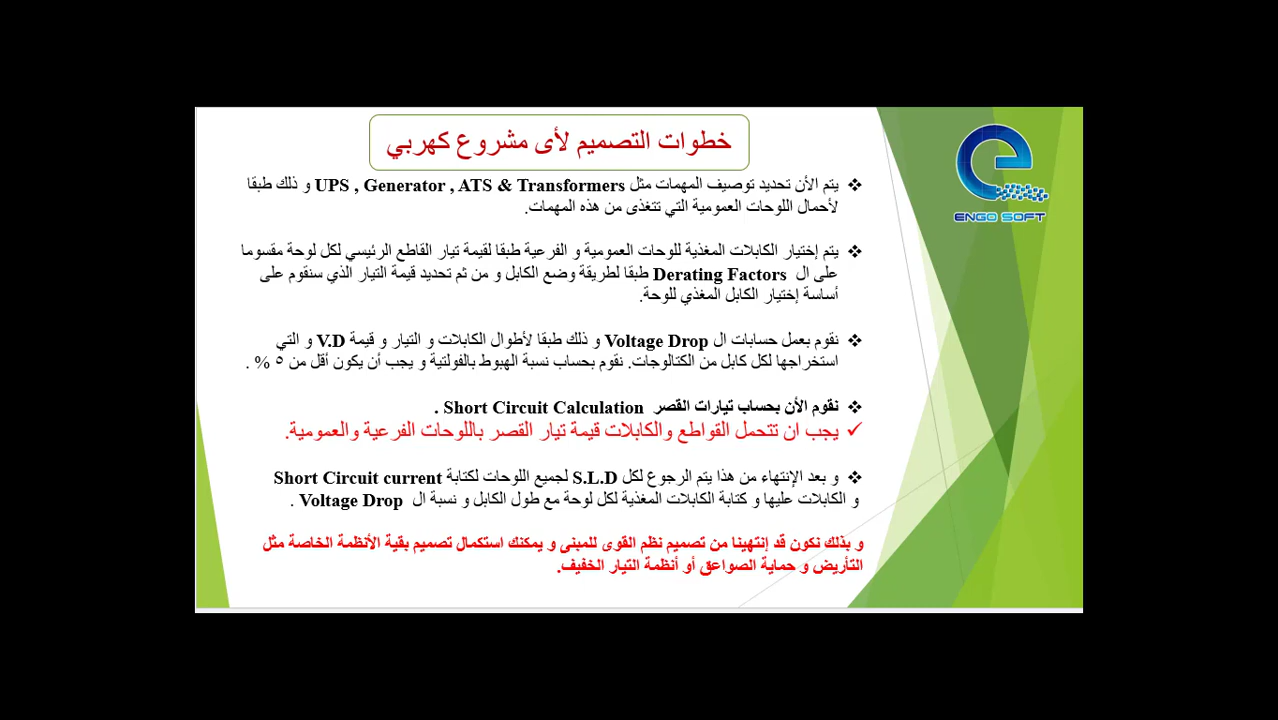 خطوات التصميم لأى مشروع كهربي
ENGO SOFT
❖ يتم الأن تحديد توصيف المهمات مثل UPS , Generator , ATS & Transformers و ذلك طبقا
لأحمال اللوحات العمومية التي تتغذى من هذه المهمات.
❖ يتم إختيار الكابلات المغذية للوحات العمومية و الفرعية طبقا لقيمة تيار القاطع الرئيسي لكل لوحة مقسوما
على ال Derating Factors طبقا لطريقة وضع الكابل و من ثم تحديد قيمة التيار الذي سنقوم على
أساسة إختيار الكابل المغذي للوحة.
❖ نقوم بعمل حسابات ال Voltage Drop و ذلك طبقا لأطوال الكابلات و التيار و قيمة V.D و التي
استخراجها لكل كابل من الكتالوجات. نقوم بحساب نسبة الهبوط بالفولتية و يجب أن يكون أقل من ٥ % .
❖ نقوم الأن بحساب تيارات القصر Short Circuit Calculation .
✓ يجب ان تتحمل القواطع والكابلات قيمة تيار القصر باللوحات الفرعية والعمومية.
❖ و بعد الإنتهاء من هذا يتم الرجوع لكل S.L.D لجميع اللوحات لكتابة Short Circuit current
و الكابلات عليها و كتابة الكابلات المغذية لكل لوحة مع طول الكابل و نسبة ال Voltage Drop .
و بذلك نكون قد إنتهينا من تصميم نظم القوى للمبنى و يمكنك استكمال تصميم بقية الأنظمة الخاصة مثل
التأريض و حماية الصواعق أو أنظمة التيار الخفيف.